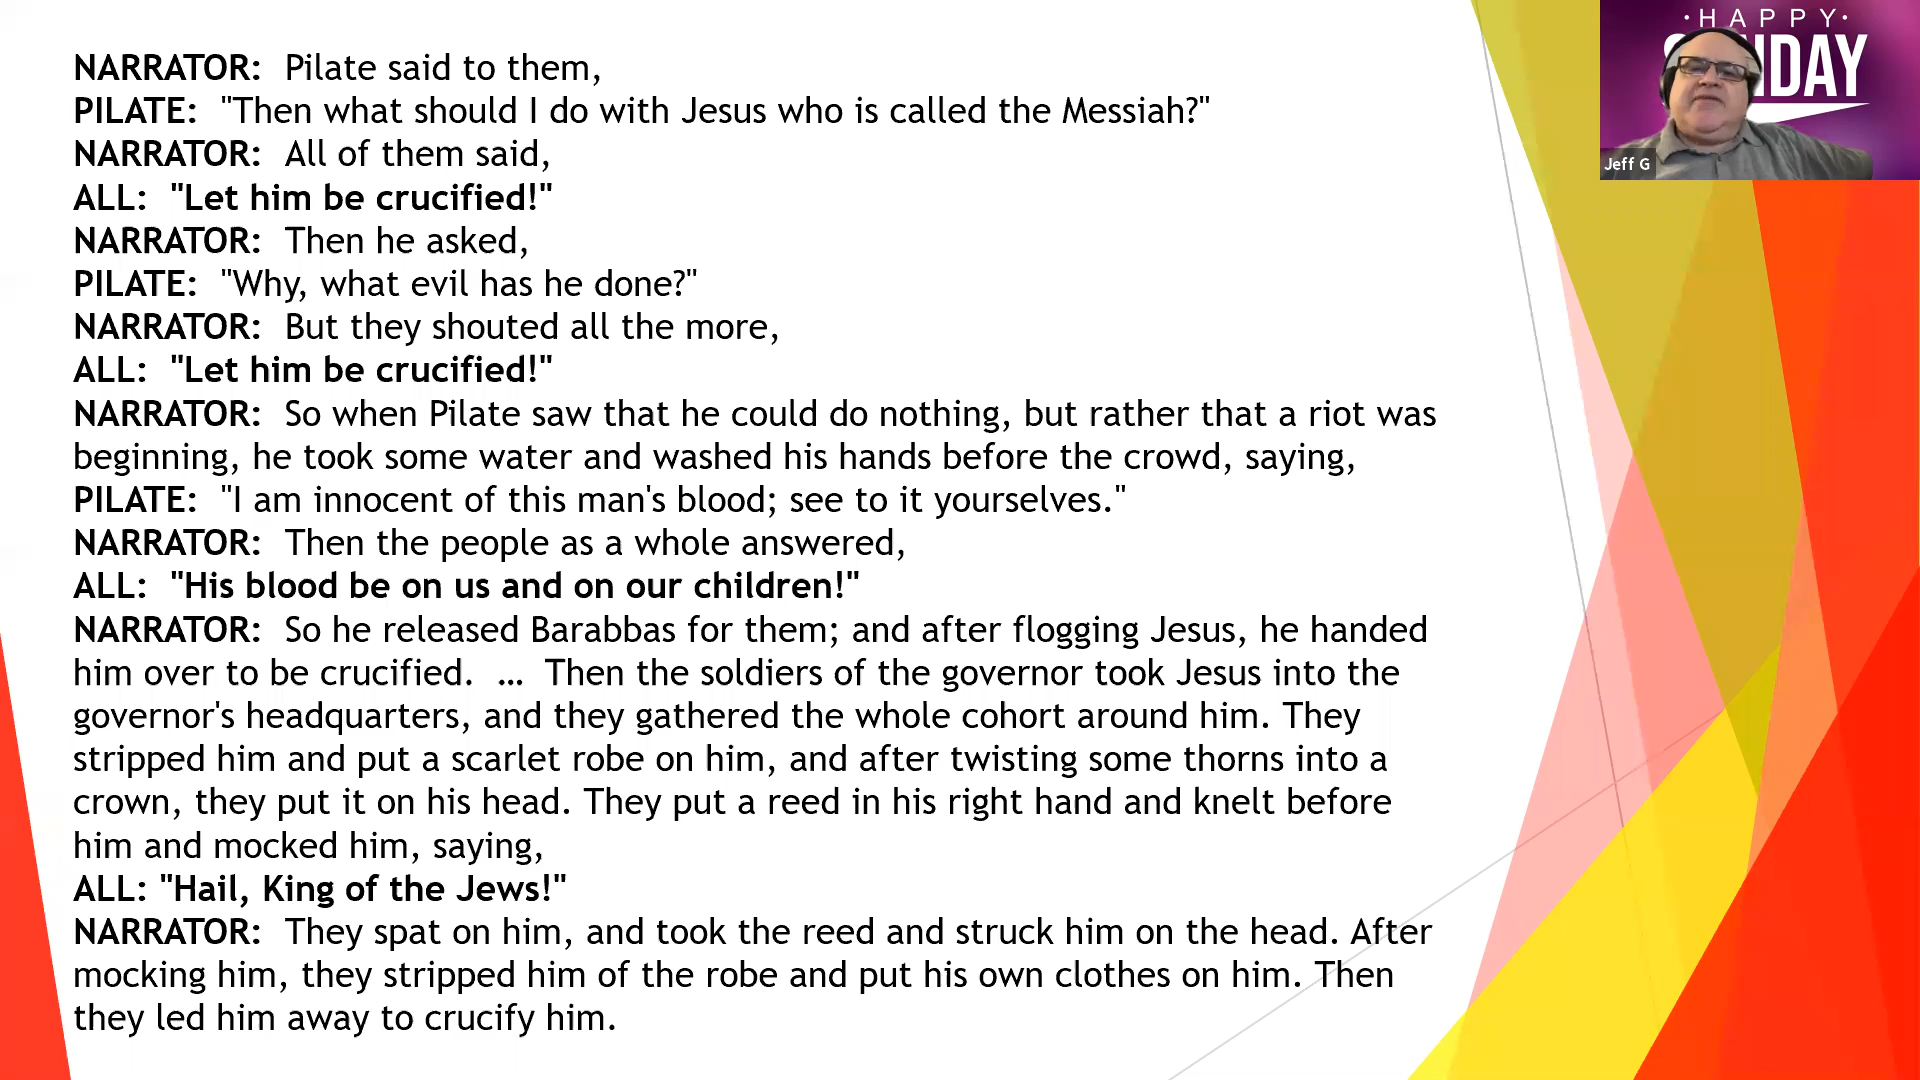 NARRATOR:  Pilate said to them,
PILATE:  "Then what should I do with Jesus who is called the Messiah?"
NARRATOR:  All of them said,
ALL:  "Let him be crucified!"
NARRATOR:  Then he asked,
PILATE:  "Why, what evil has he done?"
NARRATOR:  But they shouted all the more,
ALL:  "Let him be crucified!"
NARRATOR:  So when Pilate saw that he could do nothing, but rather that a riot was
beginning, he took some water and washed his hands before the crowd, saying,
PILATE:  "I am innocent of this man's blood; see to it yourselves."
NARRATOR:  Then the people as a whole answered,
ALL:  "His blood be on us and on our children!"
NARRATOR:  So he released Barabbas for them; and after flogging Jesus, he handed
him over to be crucified.  …  Then the soldiers of the governor took Jesus into the
governor's headquarters, and they gathered the whole cohort around him. They
stripped him and put a scarlet robe on him, and after twisting some thorns into a
crown, they put it on his head. They put a reed in his right hand and knelt before
him and mocked him, saying,
ALL: "Hail, King of the Jews!"
NARRATOR:  They spat on him, and took the reed and struck him on the head. After
mocking him, they stripped him of the robe and put his own clothes on him. Then
they led him away to crucify him.
·HAPPY·
Jeff G